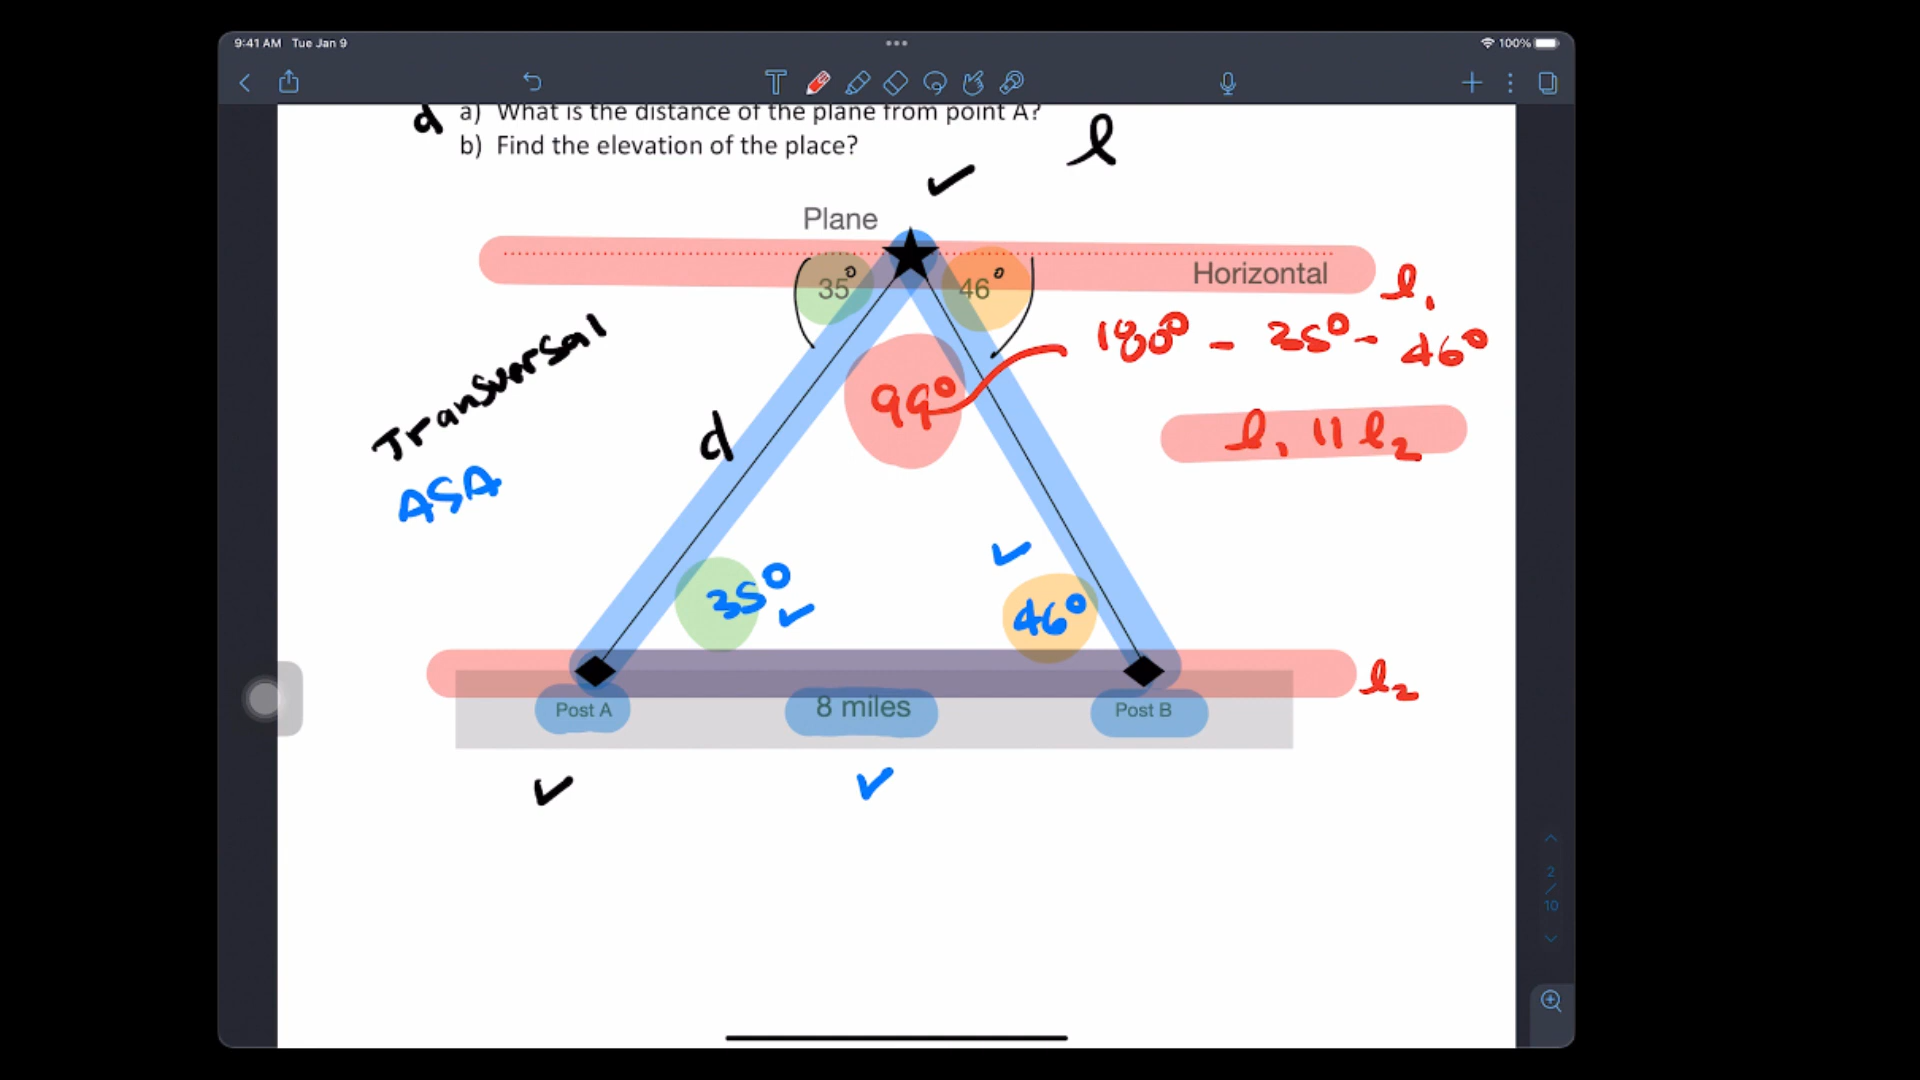 9:41 AM Tue Jan 9
100%
T
d
a) What is the distance of the plane from point A?
b) Find the elevation of the place?
l
Plane
35°
46°
Horizontal
l₁
180° - 35° - 46°
99°
Transversal
d
l₁ || l₂
ASA
35°
46°
l₂
Post A
8 miles
Post B
2
/
10